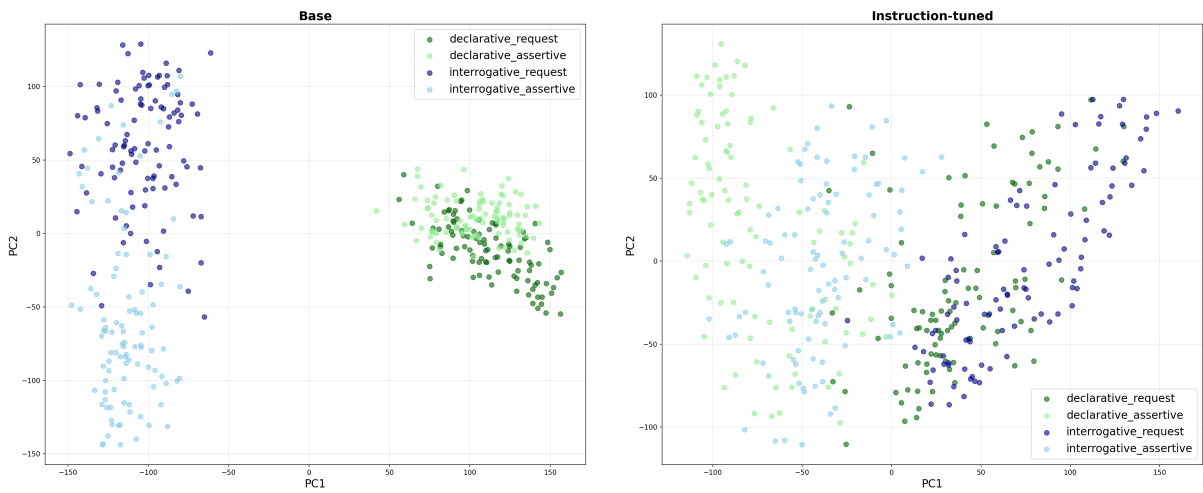 Base
PC2
100
50
0
−50
−100
−150
−150
−100
−50
0
50
100
150
PC1
declarative_request
declarative_assertive
interrogative_request
interrogative_assertive
Instruction-tuned
PC2
100
50
0
−50
−100
−100
−50
0
50
100
150
PC1
declarative_request
declarative_assertive
interrogative_request
interrogative_assertive